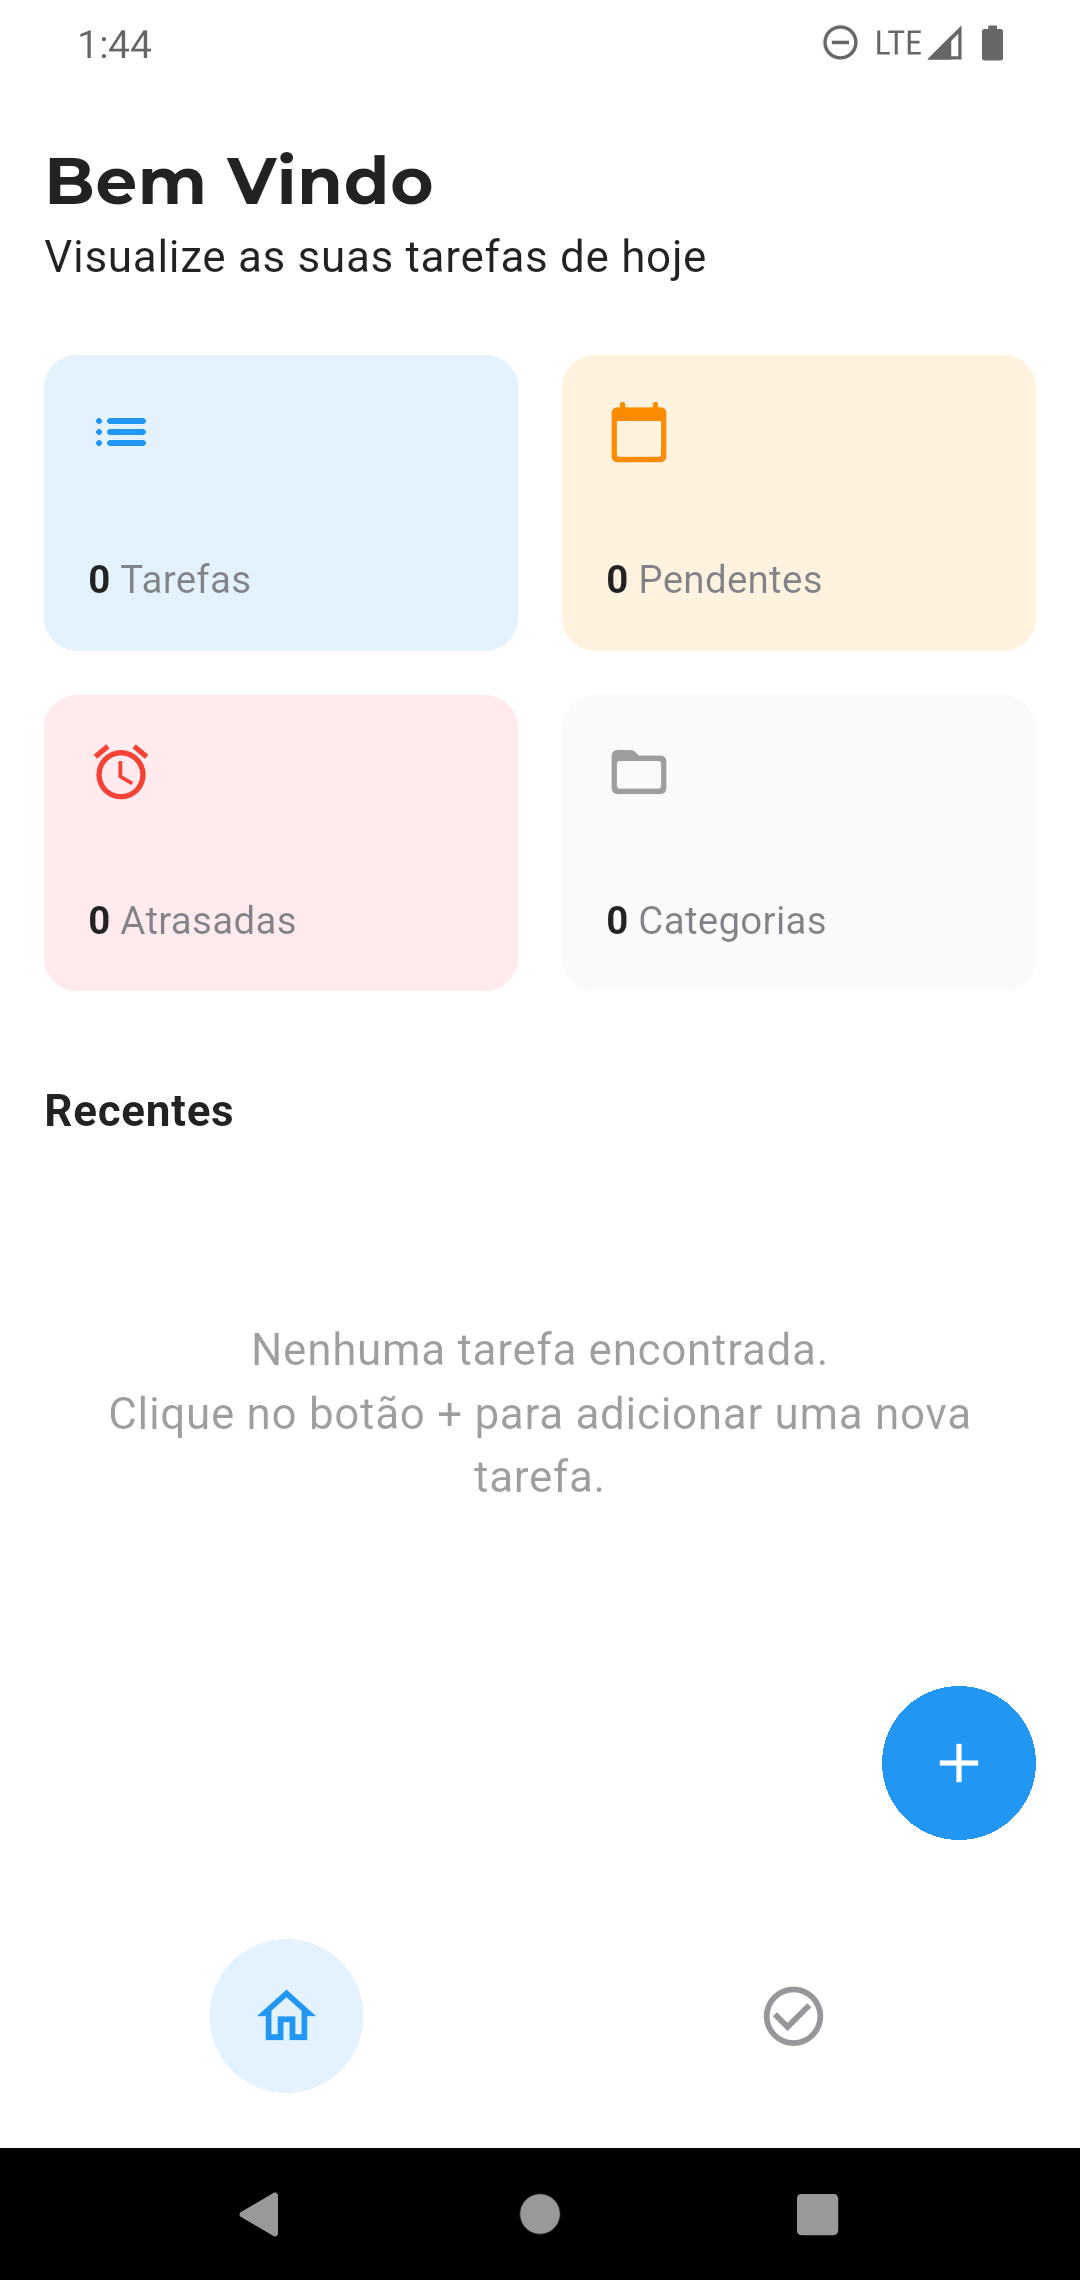 1:44
LTE
Bem Vindo
Visualize as suas tarefas de hoje
0 Tarefas
0 Pendentes
0 Atrasadas
0 Categorias
Recentes
Nenhuma tarefa encontrada.
Clique no botão + para adicionar uma nova
tarefa.